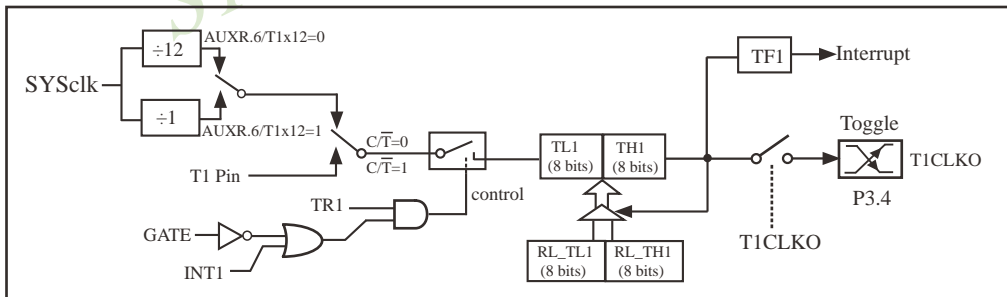 ÷12
AUXR.6/T1x12=0
SYSclk
÷1
AUXR.6/T1x12=1
C/T̅=0
C/T̅=1
T1 Pin
TR1
control
GATE
INT1
TL1
(8 bits)
TH1
(8 bits)
RL_TL1
(8 bits)
RL_TH1
(8 bits)
TF1
Interrupt
Toggle
T1CLKO
P3.4
T1CLKO